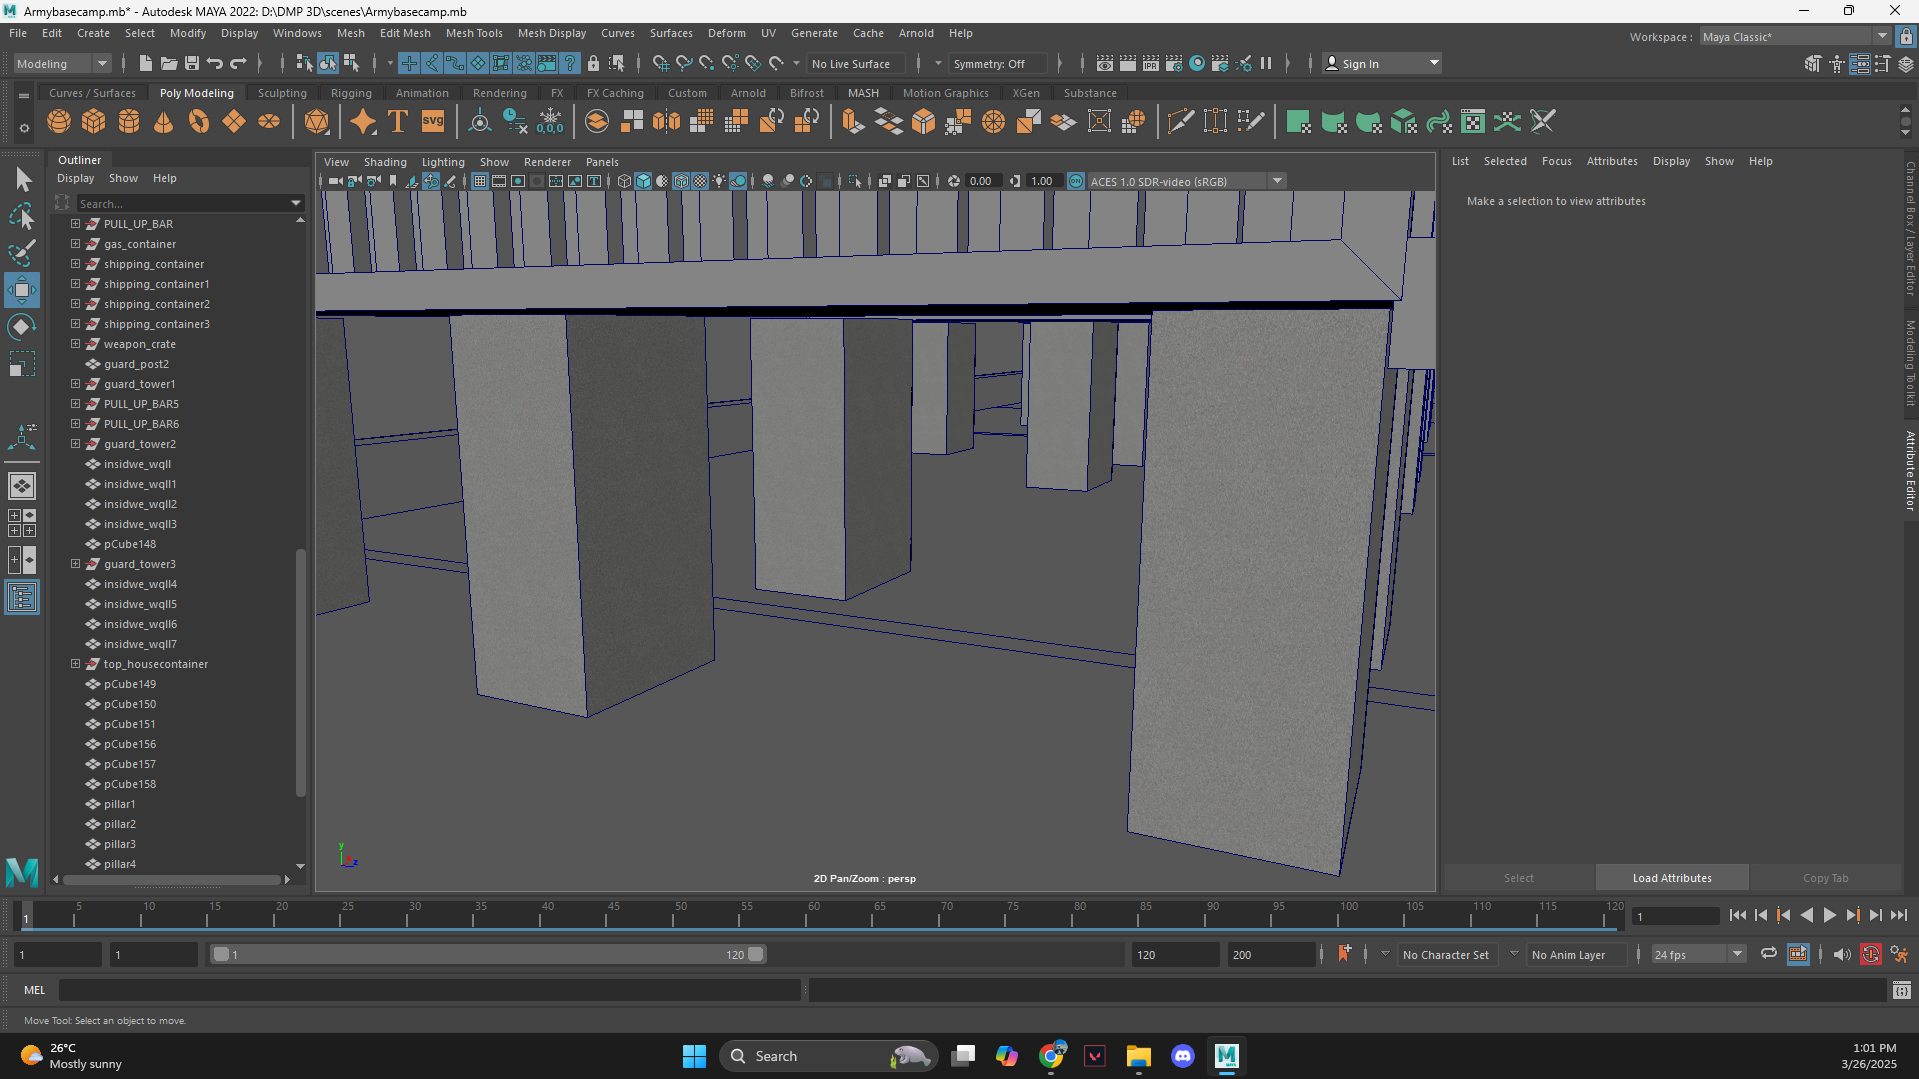 Armybasecamp.mb* - Autodesk MAYA 2022: D:\DMP 3D\scenes\Armybasecamp.mb
File Edit Create Select Modify Display Windows Mesh Edit Mesh Mesh Tools Mesh Display Curves Surfaces Deform UV Generate Cache Arnold Help
Workspace : Maya Classic*
Modeling No Live Surface Symmetry: Off Sign In
Curves / Surfaces Poly Modeling Sculpting Rigging Animation Rendering FX FX Caching Custom Arnold Bifrost MASH Motion Graphics XGen Substance
T SVG 0,0,0
Outliner
Display Show Help
Search...
PULL_UP_BAR
gas_container
shipping_container
shipping_container1
shipping_container2
shipping_container3
weapon_crate
guard_post2
guard_tower1
PULL_UP_BAR5
PULL_UP_BAR6
guard_tower2
insidwe_wqll
insidwe_wqll1
insidwe_wqll2
insidwe_wqll3
pCube148
guard_tower3
insidwe_wqll4
insidwe_wqll5
insidwe_wqll6
insidwe_wqll7
top_housecontainer
pCube149
pCube150
pCube151
pCube156
pCube157
pCube158
pillar1
pillar2
pillar3
pillar4
View Shading Lighting Show Renderer Panels
0.00 1.00 ON ACES 1.0 SDR-video (sRGB)
y
z
2D Pan/Zoom : persp
List Selected Focus Attributes Display Show Help
Make a selection to view attributes
Select Load Attributes Copy Tab
Channel Box / Layer Editor
Modeling Toolkit
Attribute Editor
1 5 10 15 20 25 30 35 40 45 50 55 60 65 70 75 80 85 90 95 100 105 110 115 120 1
1 1 1 120 120 200 No Character Set No Anim Layer 24 fps
MEL
Move Tool: Select an object to move.
26°C
Mostly sunny
Search
1:01 PM
3/26/2025